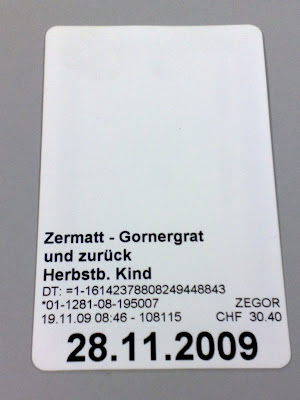 Zermatt - Gornergrat
und zurück
Herbstb. Kind
DT: =1-16142378808249448843
*01-1281-08-195007 ZEGOR
19.11.09 08:46 - 108115 CHF 30.40
28.11.2009